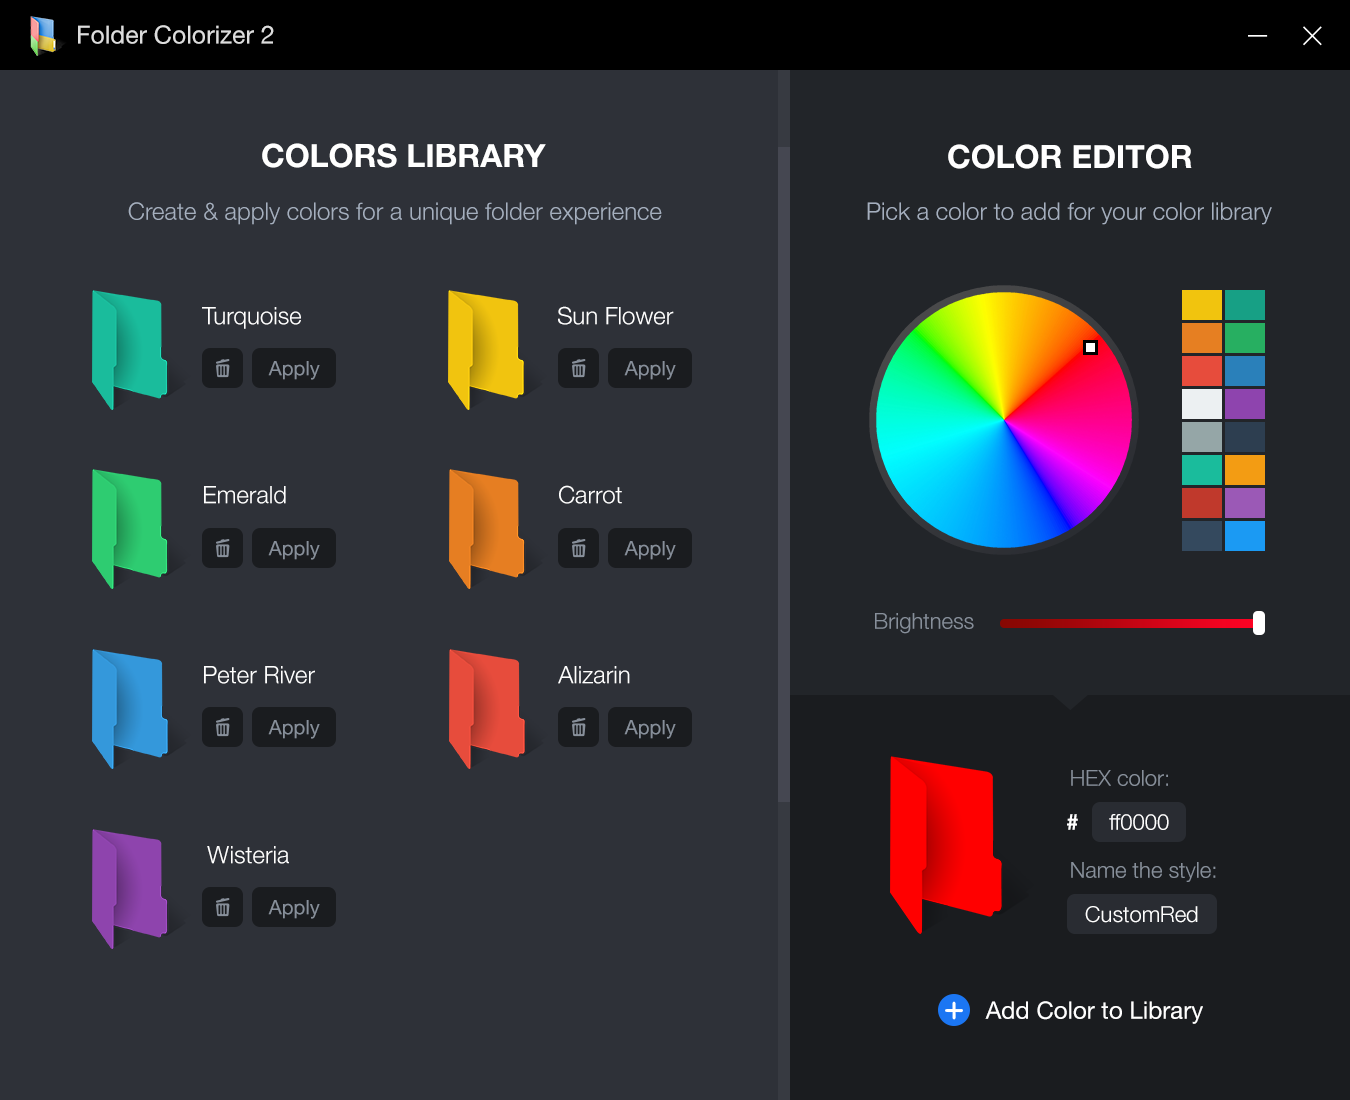 Folder Colorizer 2
COLORS LIBRARY
Create & apply colors for a unique folder experience
Turquoise
Apply
Sun Flower
Apply
Emerald
Apply
Carrot
Apply
Peter River
Apply
Alizarin
Apply
Wisteria
Apply
COLOR EDITOR
Pick a color to add for your color library
Brightness
HEX color:
# ff0000
Name the style:
CustomRed
Add Color to Library